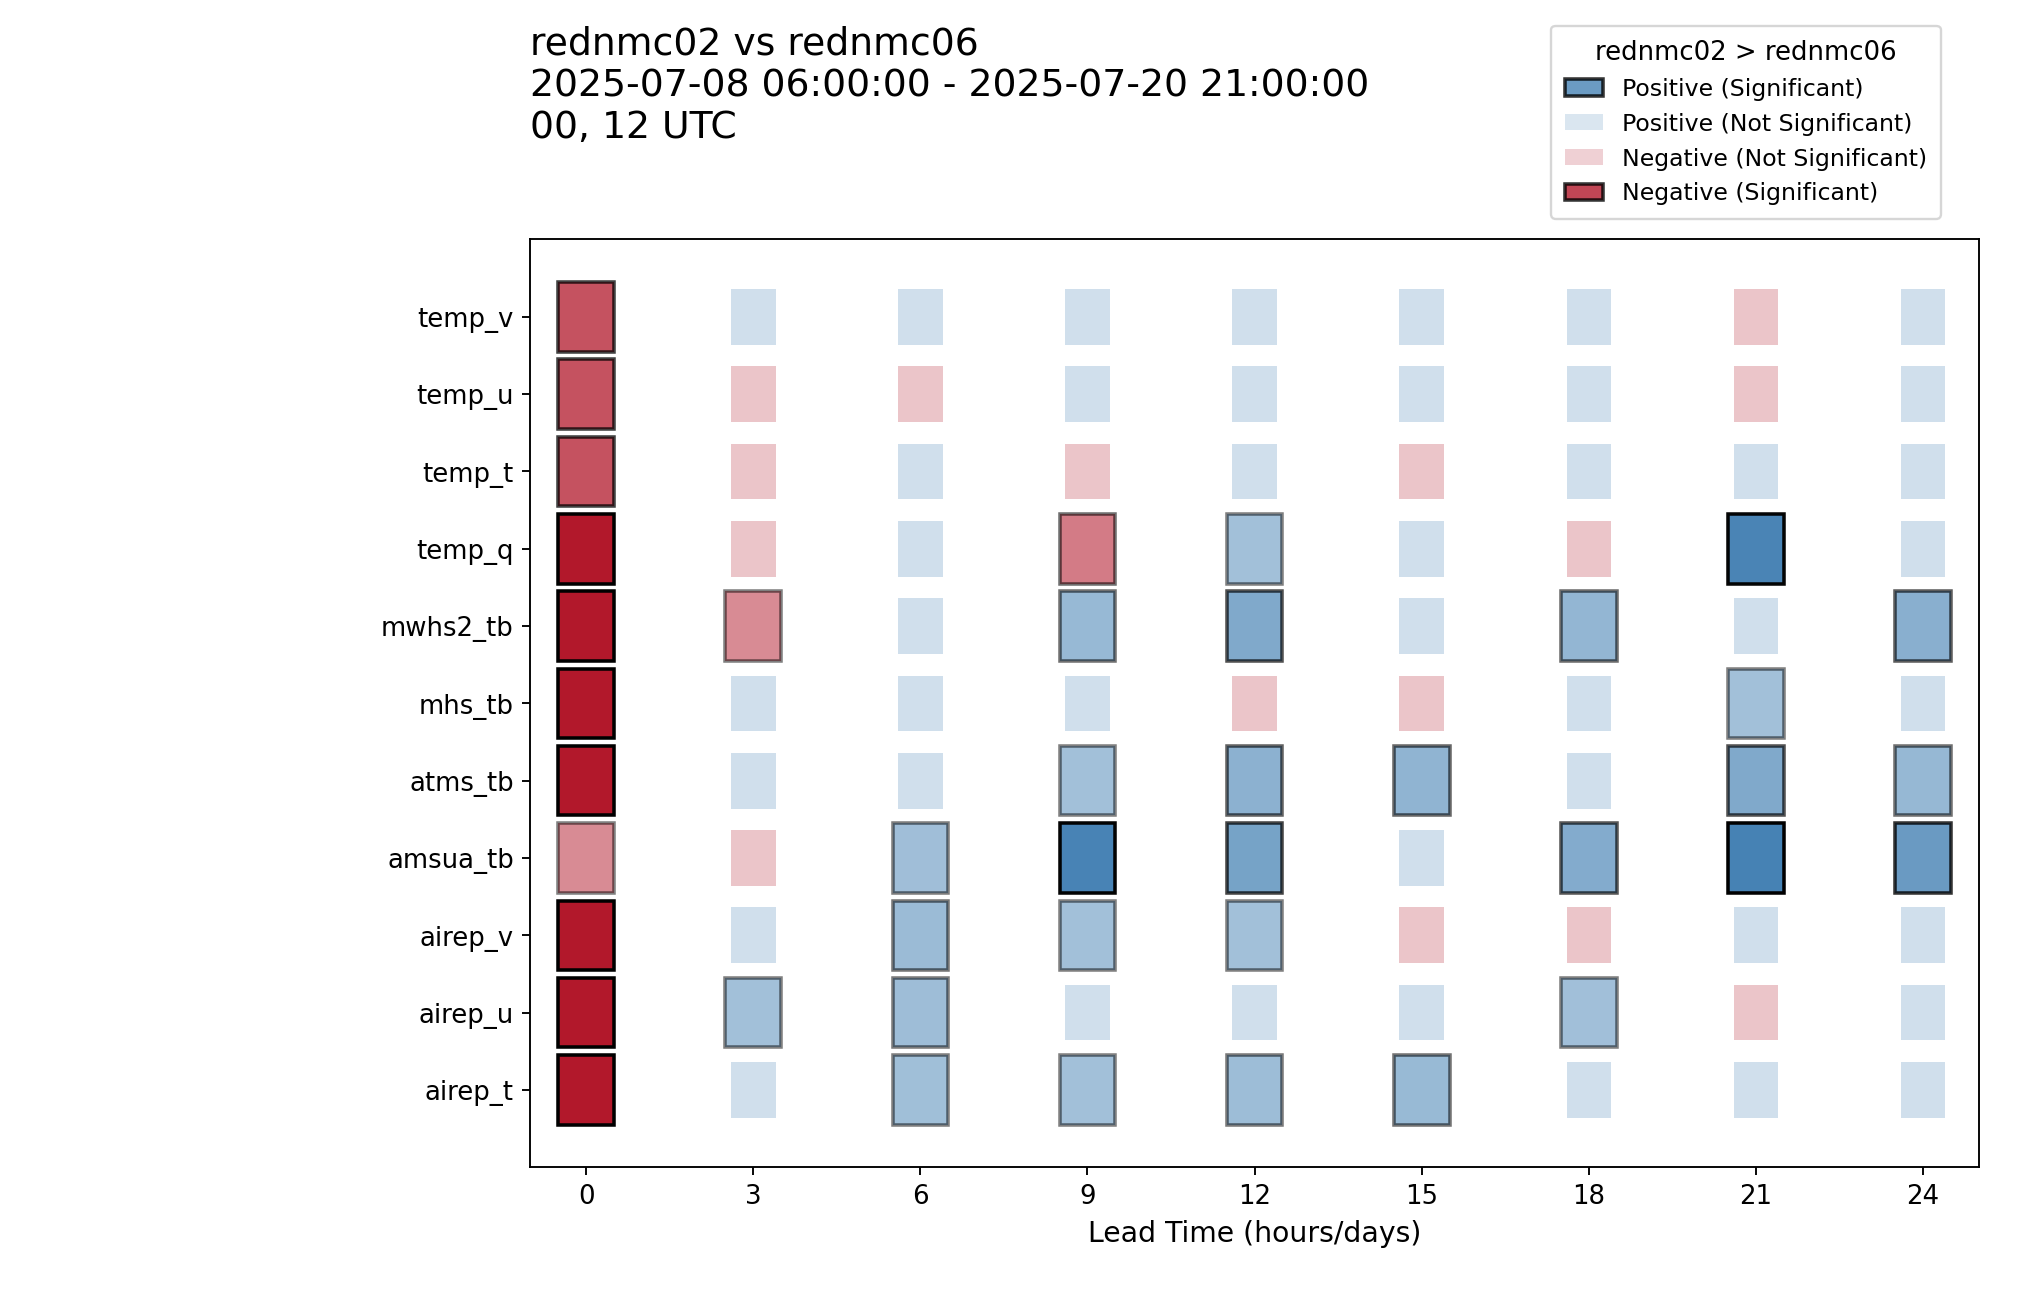 rednmc02 vs rednmc06
2025-07-08 06:00:00 - 2025-07-20 21:00:00
00, 12 UTC
rednmc02 > rednmc06
Positive (Significant)
Positive (Not Significant)
Negative (Not Significant)
Negative (Significant)
temp_v
temp_u
temp_t
temp_q
mwhs2_tb
mhs_tb
atms_tb
amsua_tb
airep_v
airep_u
airep_t
0 3 6 9 12 15 18 21 24
Lead Time (hours/days)